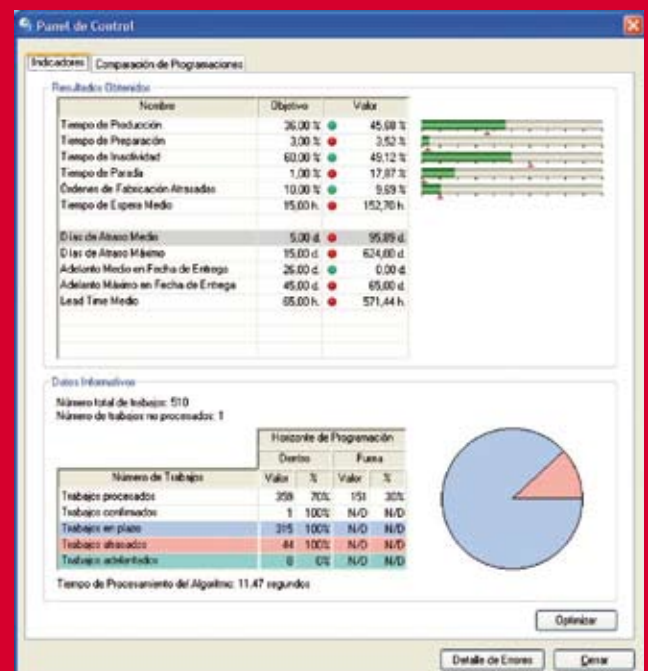 Panel de Control
Indicadores Comparación de Programaciones
Resultados Obtenidos
Nombre Objetivo Valor
Tiempo de Producción 36,00 % 45,68 %
Tiempo de Preparación 3,00 % 3,52 %
Tiempo de Inactividad 60,00 % 49,12 %
Tiempo de Parada 1,00 % 17,87 %
Órdenes de Fabricación Atrasadas 10,00 % 9,69 %
Tiempo de Espera Medio 15,00 h. 152,70 h.
Días de Atraso Medio 5,00 d. 95,89 d.
Días de Atraso Máximo 15,00 d. 624,00 d.
Adelanto Medio en Fecha de Entrega 26,00 d. 0,00 d.
Adelanto Máximo en Fecha de Entrega 45,00 d. 65,00 d.
Lead Time Medio 65,00 h. 571,44 h.
Datos Informativos
Número total de trabajos: 510
Número de trabajos no procesados: 1
Horizonte de Programación
Dentro Fuera
Número de Trabajos Valor % Valor %
Trabajos procesados 359 70% 151 30%
Trabajos confirmados 1 100% N/D N/D
Trabajos en plazo 315 100% N/D N/D
Trabajos atrasados 44 100% N/D N/D
Trabajos adelantados 0 0% N/D N/D
Tiempo de Procesamiento del Algoritmo: 11,47 segundos
Optimizar
Detalle de Errores Cerrar